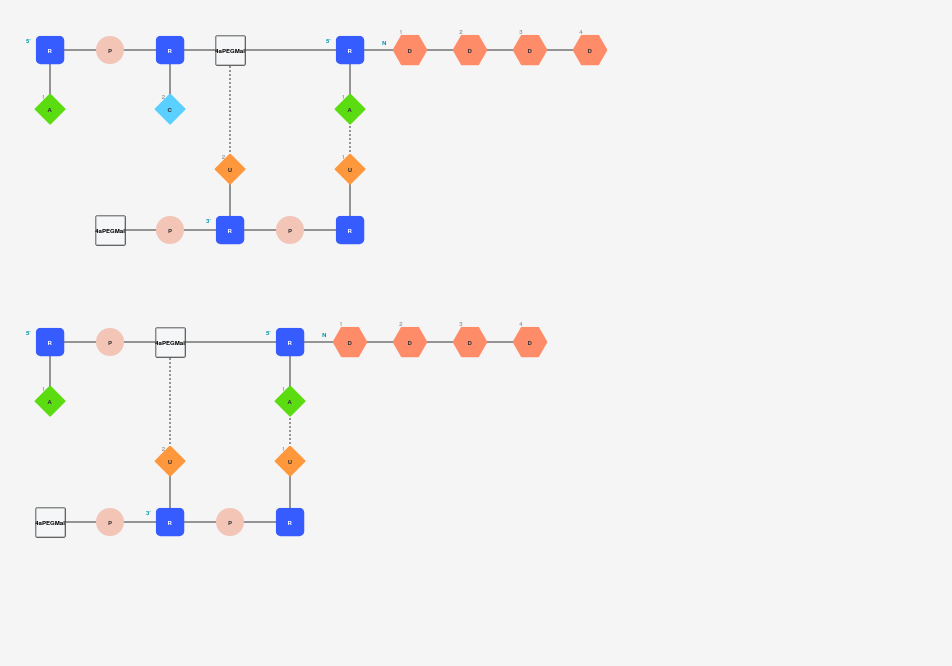 1 2 3 4
5' R P R 4aPEGMal 5' R N D D D D
1 A 2 C 1 A
2 U 1 U
4aPEGMal P 3' R P R
1 2 3 4
5' R P 4aPEGMal 5' R N D D D D
1 A 1 A
2 U 1 U
4aPEGMal P 3' R P R